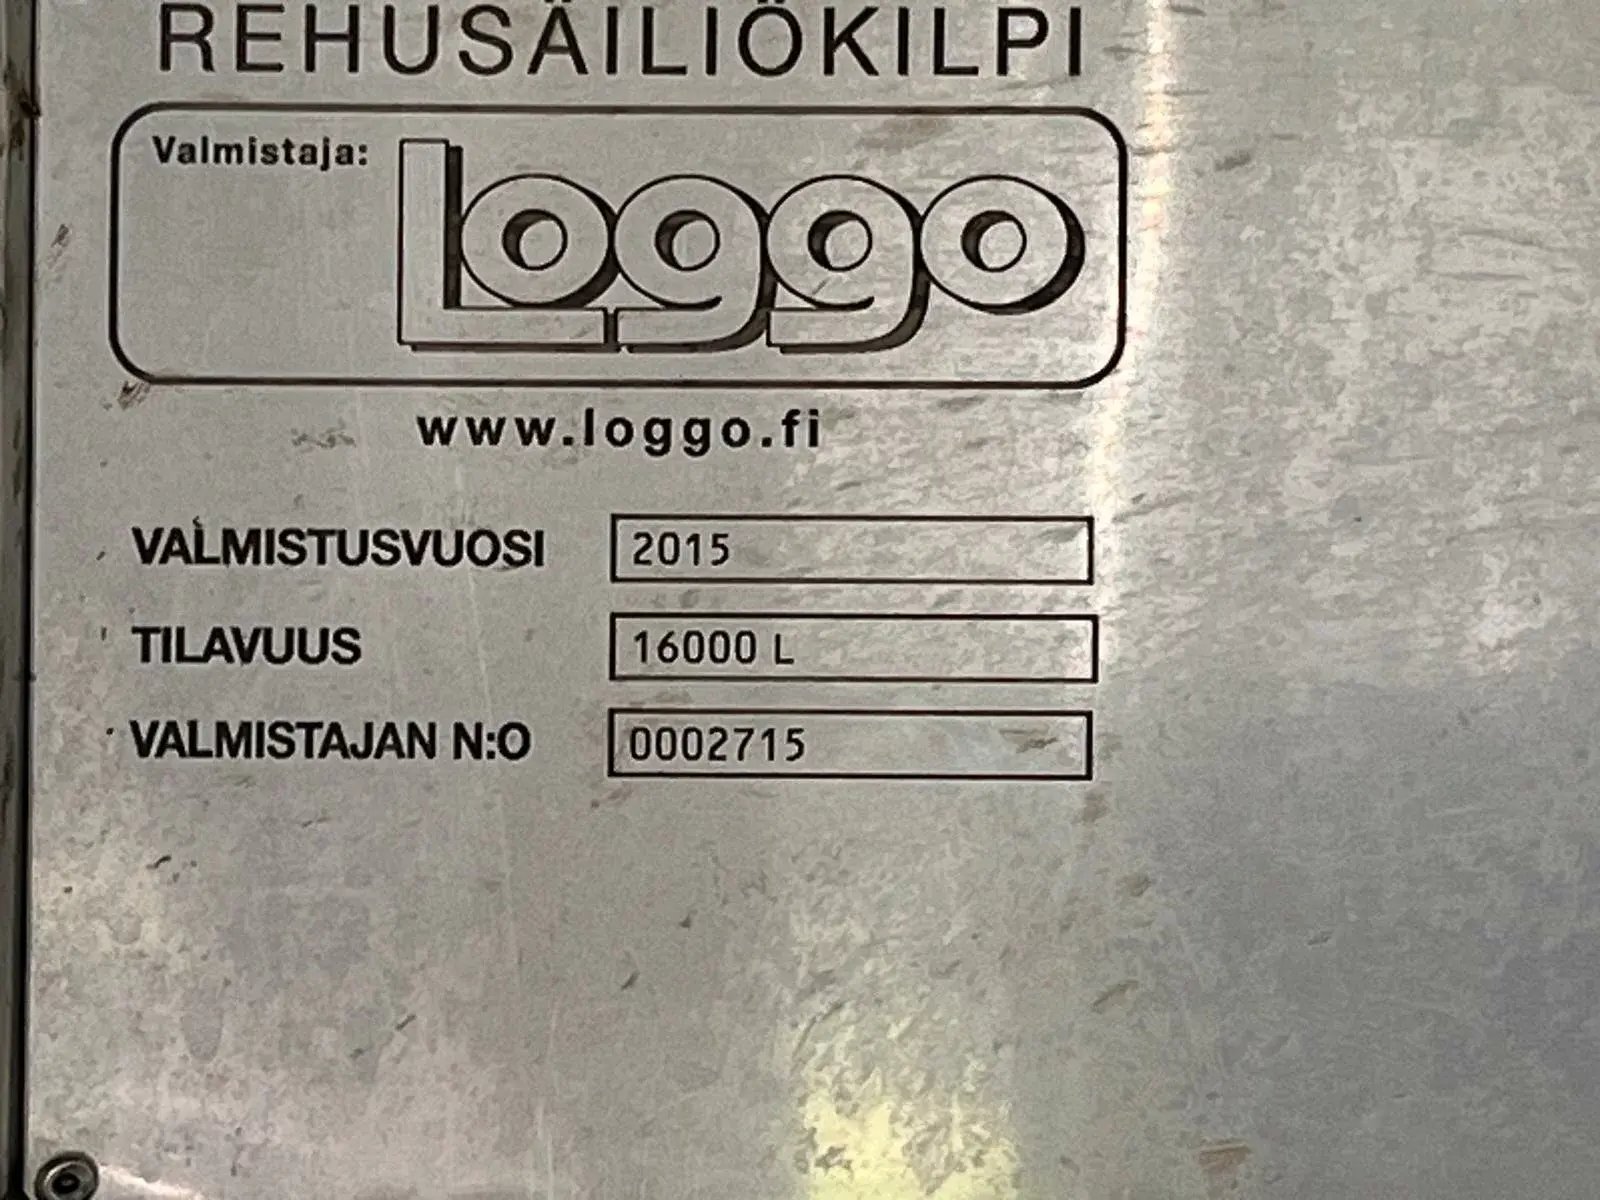 REHUSÄILIÖKILPI
Valmistaja: Loggo
www.loggo.fi
VALMISTUSVUOSI 2015
TILAVUUS 16000 L
VALMISTAJAN N:O 0002715